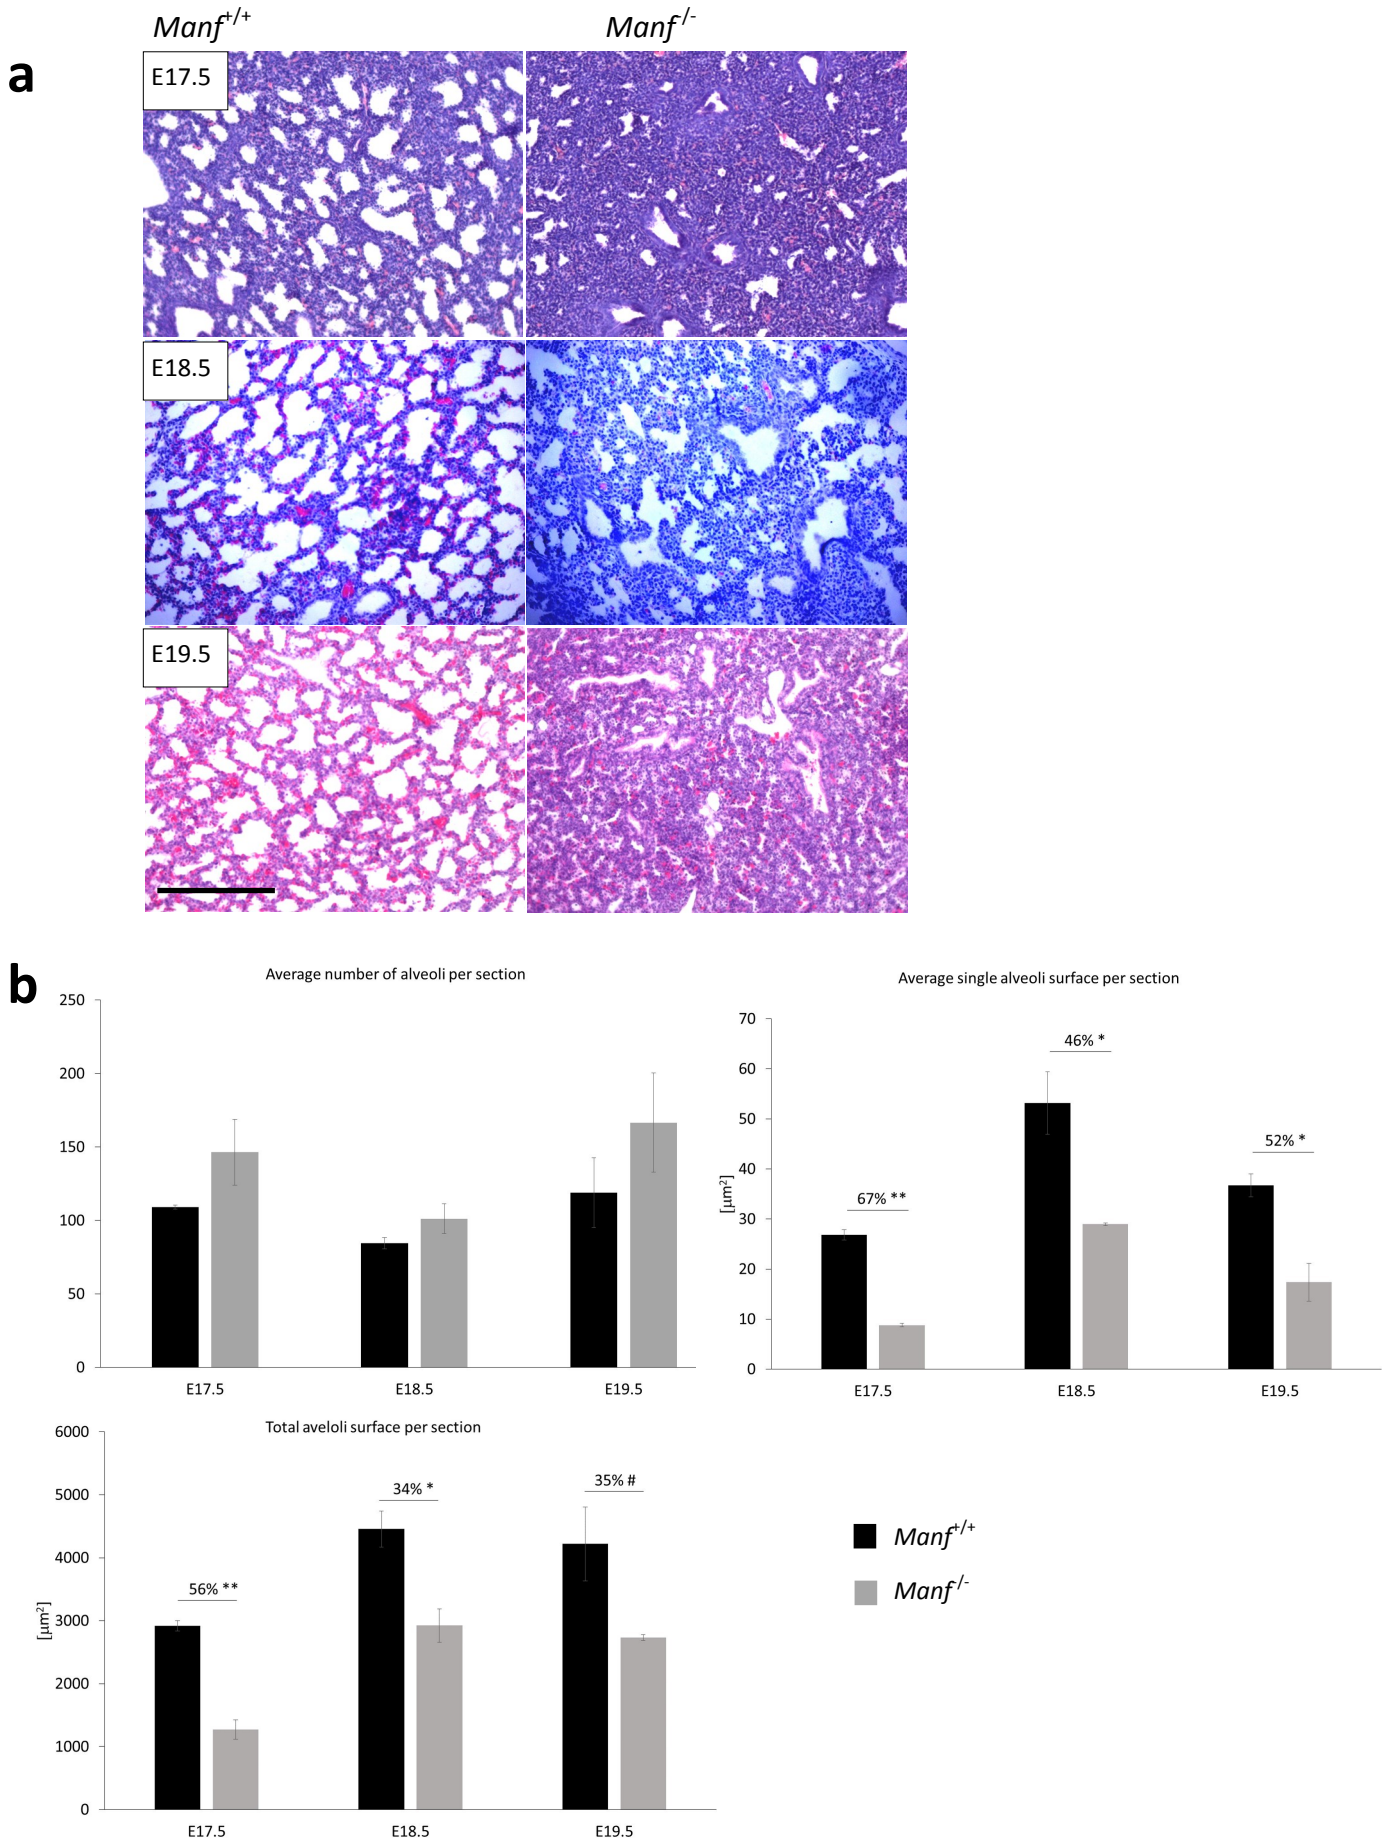 Manf+/+
Manf-/-
a
E17.5
E18.5
E19.5
b
Average number of alveoli per section
250
200
150
100
50
0
E17.5
E18.5
E19.5
Average single alveoli surface per section
70
60
50
40
30
20
10
0
[µm²]
67% **
46% *
52% *
E17.5
E18.5
E19.5
Total aveloli surface per section
6000
5000
4000
3000
2000
1000
0
[µm²]
56% **
34% *
35% #
E17.5
E18.5
E19.5
Manf+/+
Manf-/-